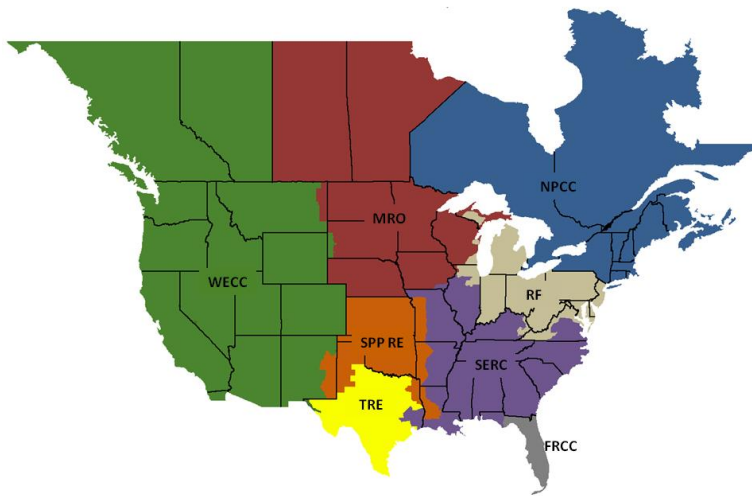 NPCC
MRO
WECC
RF
SPP RE
SERC
TRE
FRCC